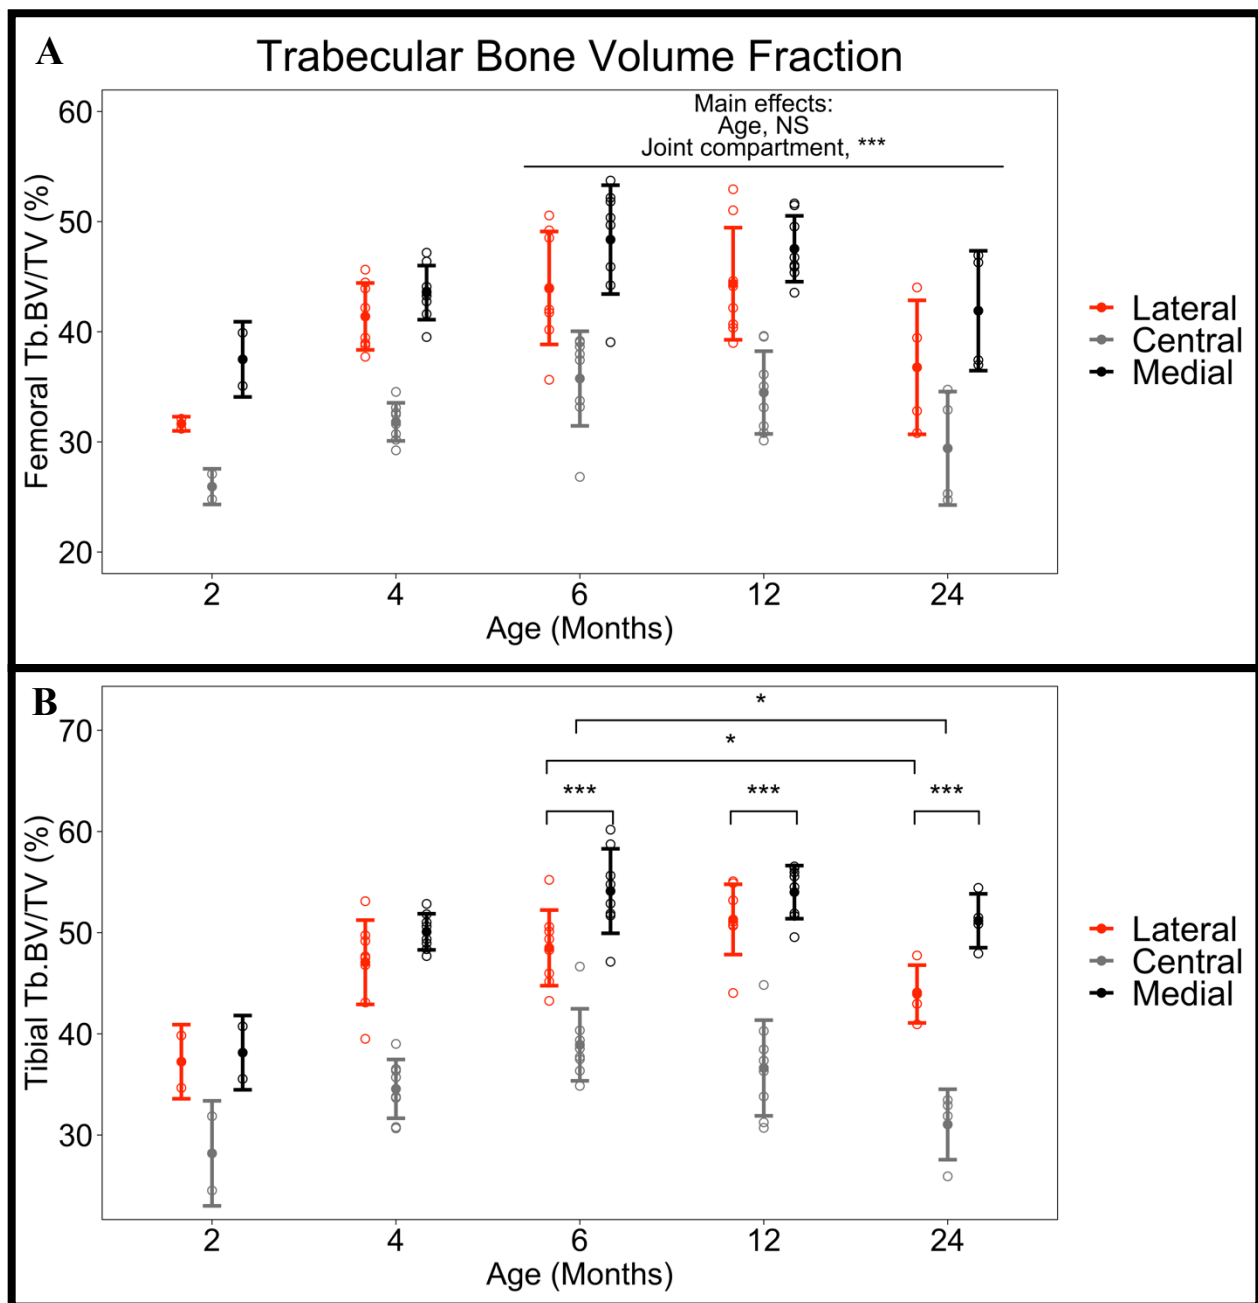 A
Trabecular Bone Volume Fraction
Main effects:
Age, NS
Joint compartment, ***
60
50
40
30
20
Femoral Tb.BV/TV (%)
2 4 6 12 24
Age (Months)
Lateral
Central
Medial
B
*
*
*** *** ***
70
60
50
40
30
Tibial Tb.BV/TV (%)
2 4 6 12 24
Age (Months)
Lateral
Central
Medial